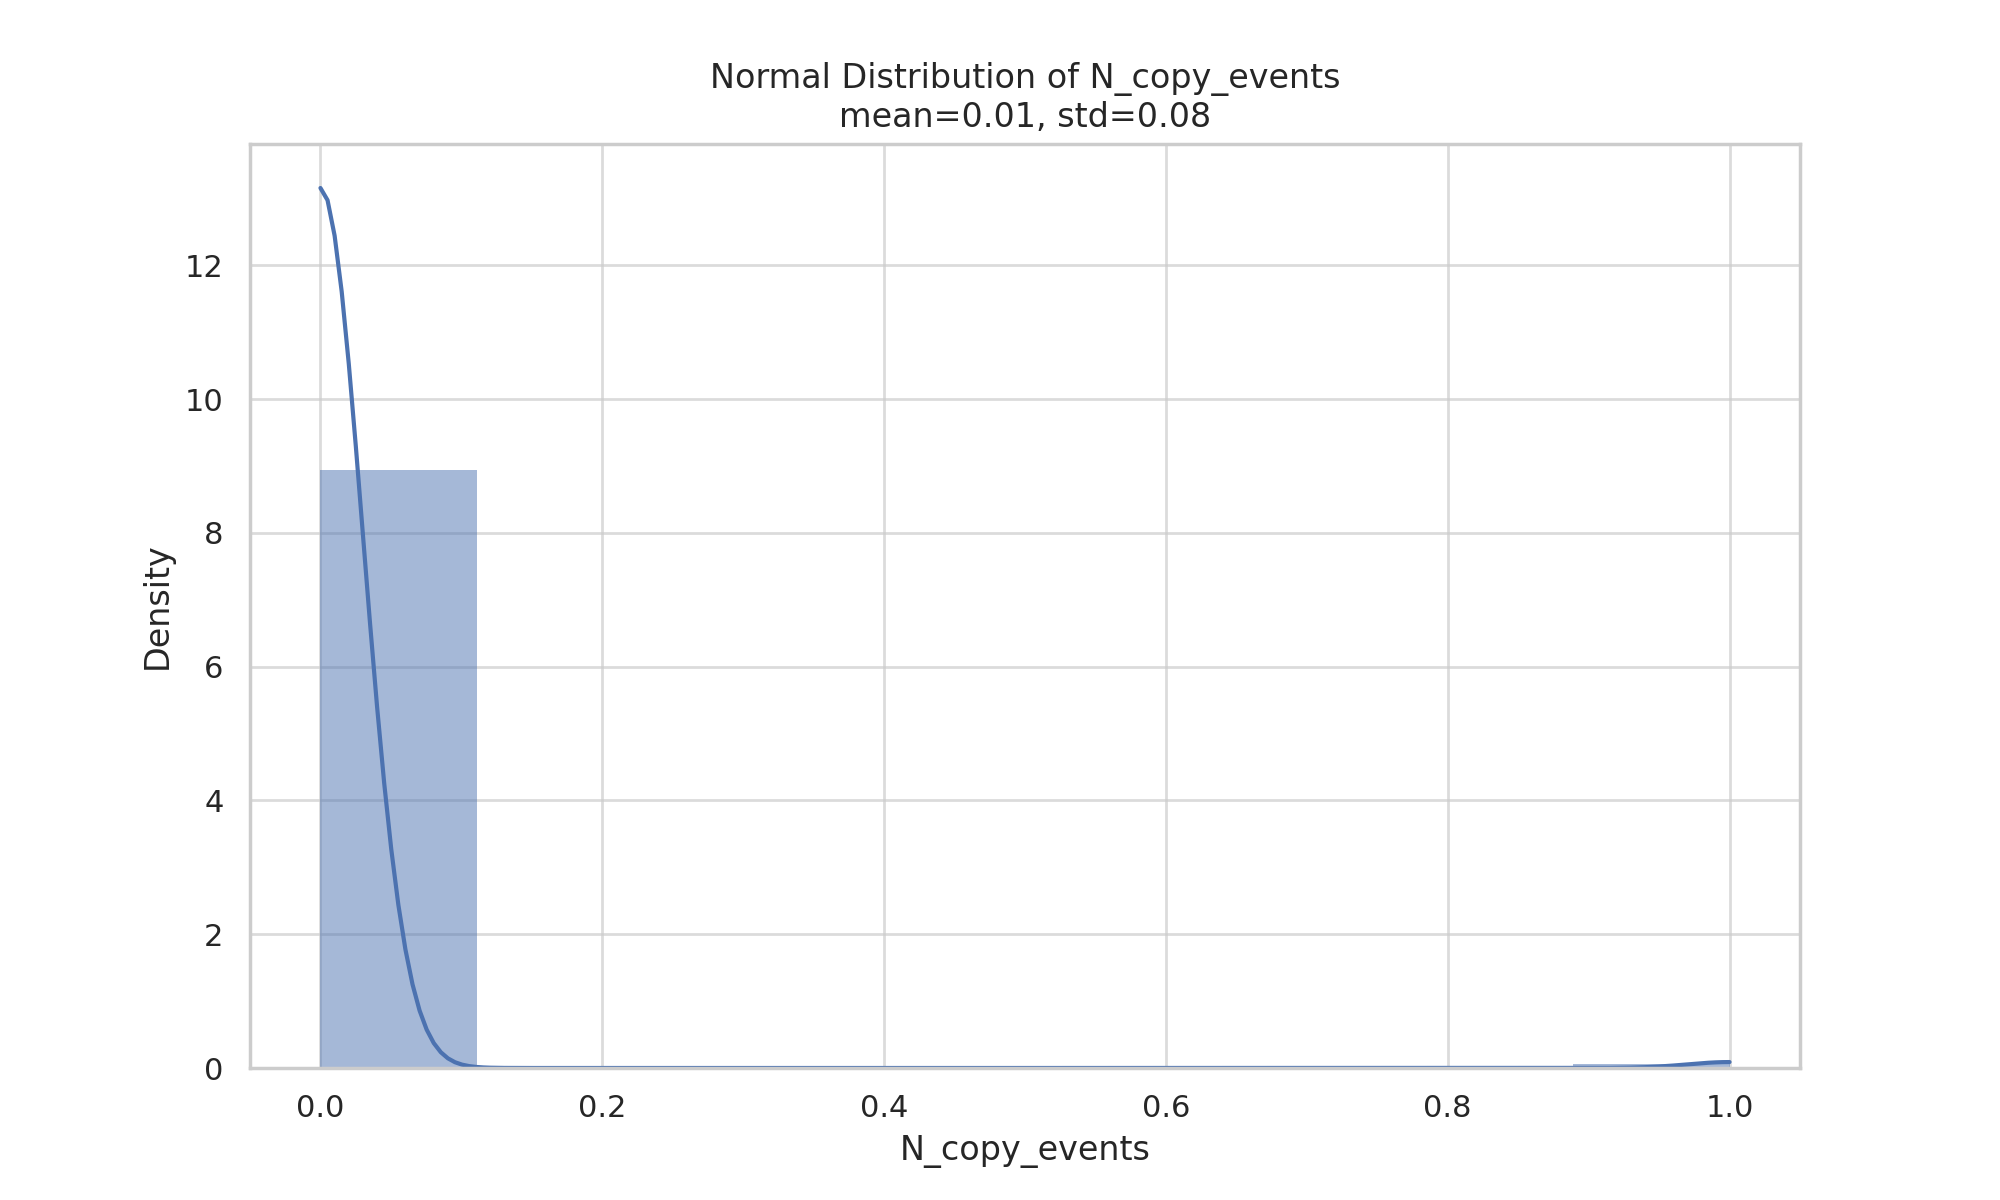 Normal Distribution of N_copy_events
mean=0.01, std=0.08
12
10
8
6
4
2
0
Density
0.0 0.2 0.4 0.6 0.8 1.0
N_copy_events